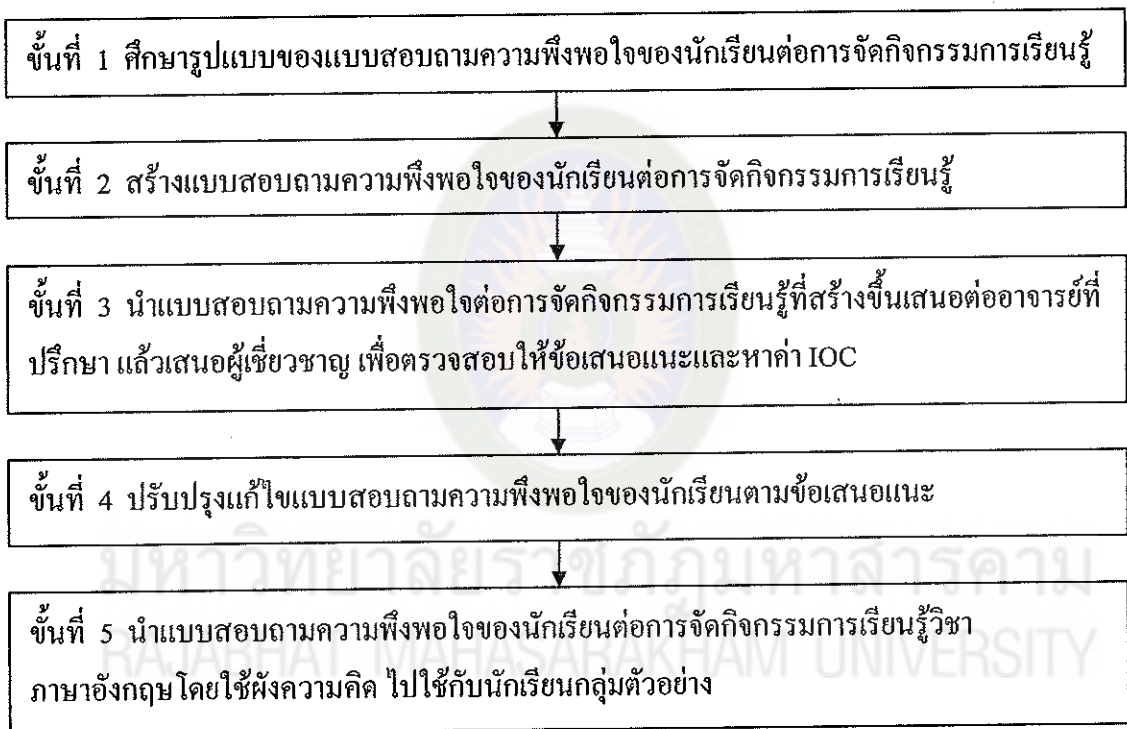 ขั้นที่ 1 ศึกษารูปแบบของแบบสอบถามความพึงพอใจของนักเรียนต่อการจัดกิจกรรมการเรียนรู้
ขั้นที่ 2 สร้างแบบสอบถามความพึงพอใจของนักเรียนต่อการจัดกิจกรรมการเรียนรู้
ขั้นที่ 3 นำแบบสอบถามความพึงพอใจต่อการจัดกิจกรรมการเรียนรู้ที่สร้างขึ้นเสนอต่ออาจารย์ที่
ปรึกษา แล้วเสนอผู้เชี่ยวชาญ เพื่อตรวจสอบให้ข้อเสนอแนะและหาค่า IOC
ขั้นที่ 4 ปรับปรุงแก้ไขแบบสอบถามความพึงพอใจของนักเรียนตามข้อเสนอแนะ
มหาวิทยาลัยราชภัฏมหาสารคาม
ขั้นที่ 5 นำแบบสอบถามความพึงพอใจของนักเรียนต่อการจัดกิจกรรมการเรียนรู้วิชา
RAJABHAT MAHASARAKHAM UNIVERSITY
ภาษาอังกฤษ โดยใช้ผังความคิด ไปใช้กับนักเรียนกลุ่มตัวอย่าง